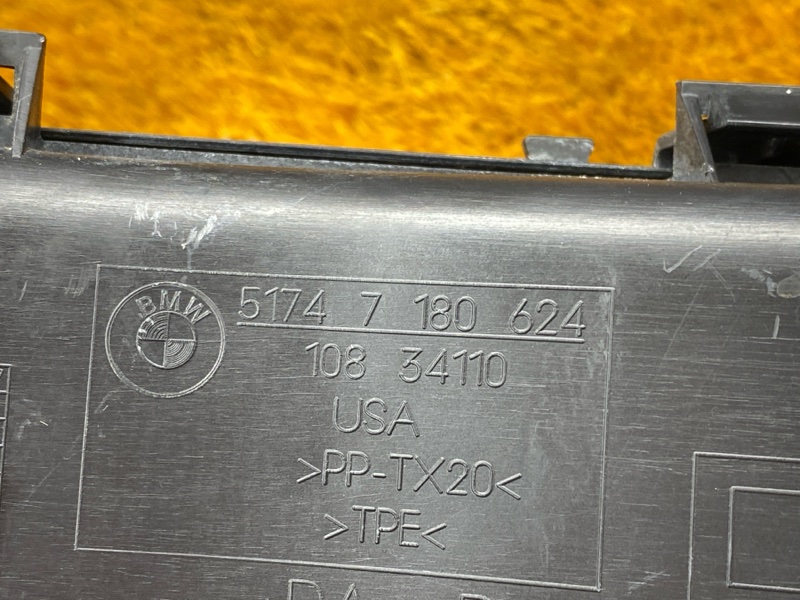 BMW
5174 7 180 624
108 34110
USA
>PP-TX20<
>TPE<